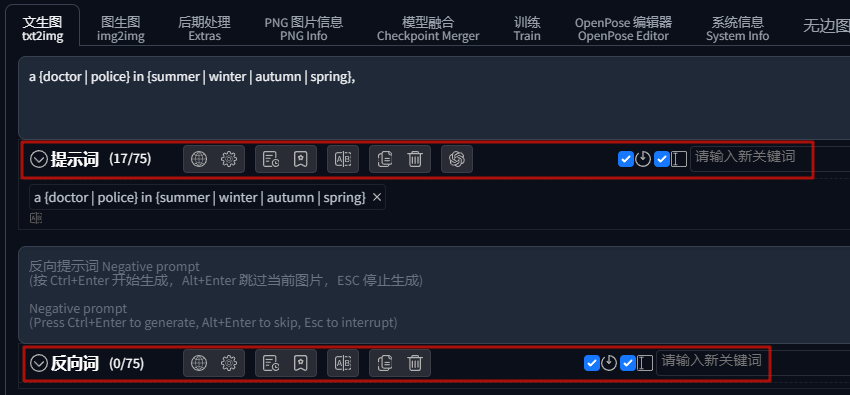 文生图 图生图 后期处理 PNG 图片信息 模型融合 训练 OpenPose 编辑器 系统信息 无边图
txt2img img2img Extras PNG Info Checkpoint Merger Train OpenPose Editor System Info
a {doctor | police} in {summer | winter | autumn | spring},
提示词 (17/75) 请输入新关键词
a {doctor | police} in {summer | winter | autumn | spring} ×
反向提示词 Negative prompt
(按 Ctrl+Enter 开始生成, Alt+Enter 跳过当前图片, ESC 停止生成)
Negative prompt
(Press Ctrl+Enter to generate, Alt+Enter to skip, Esc to interrupt)
反向词 (0/75) 请输入新关键词